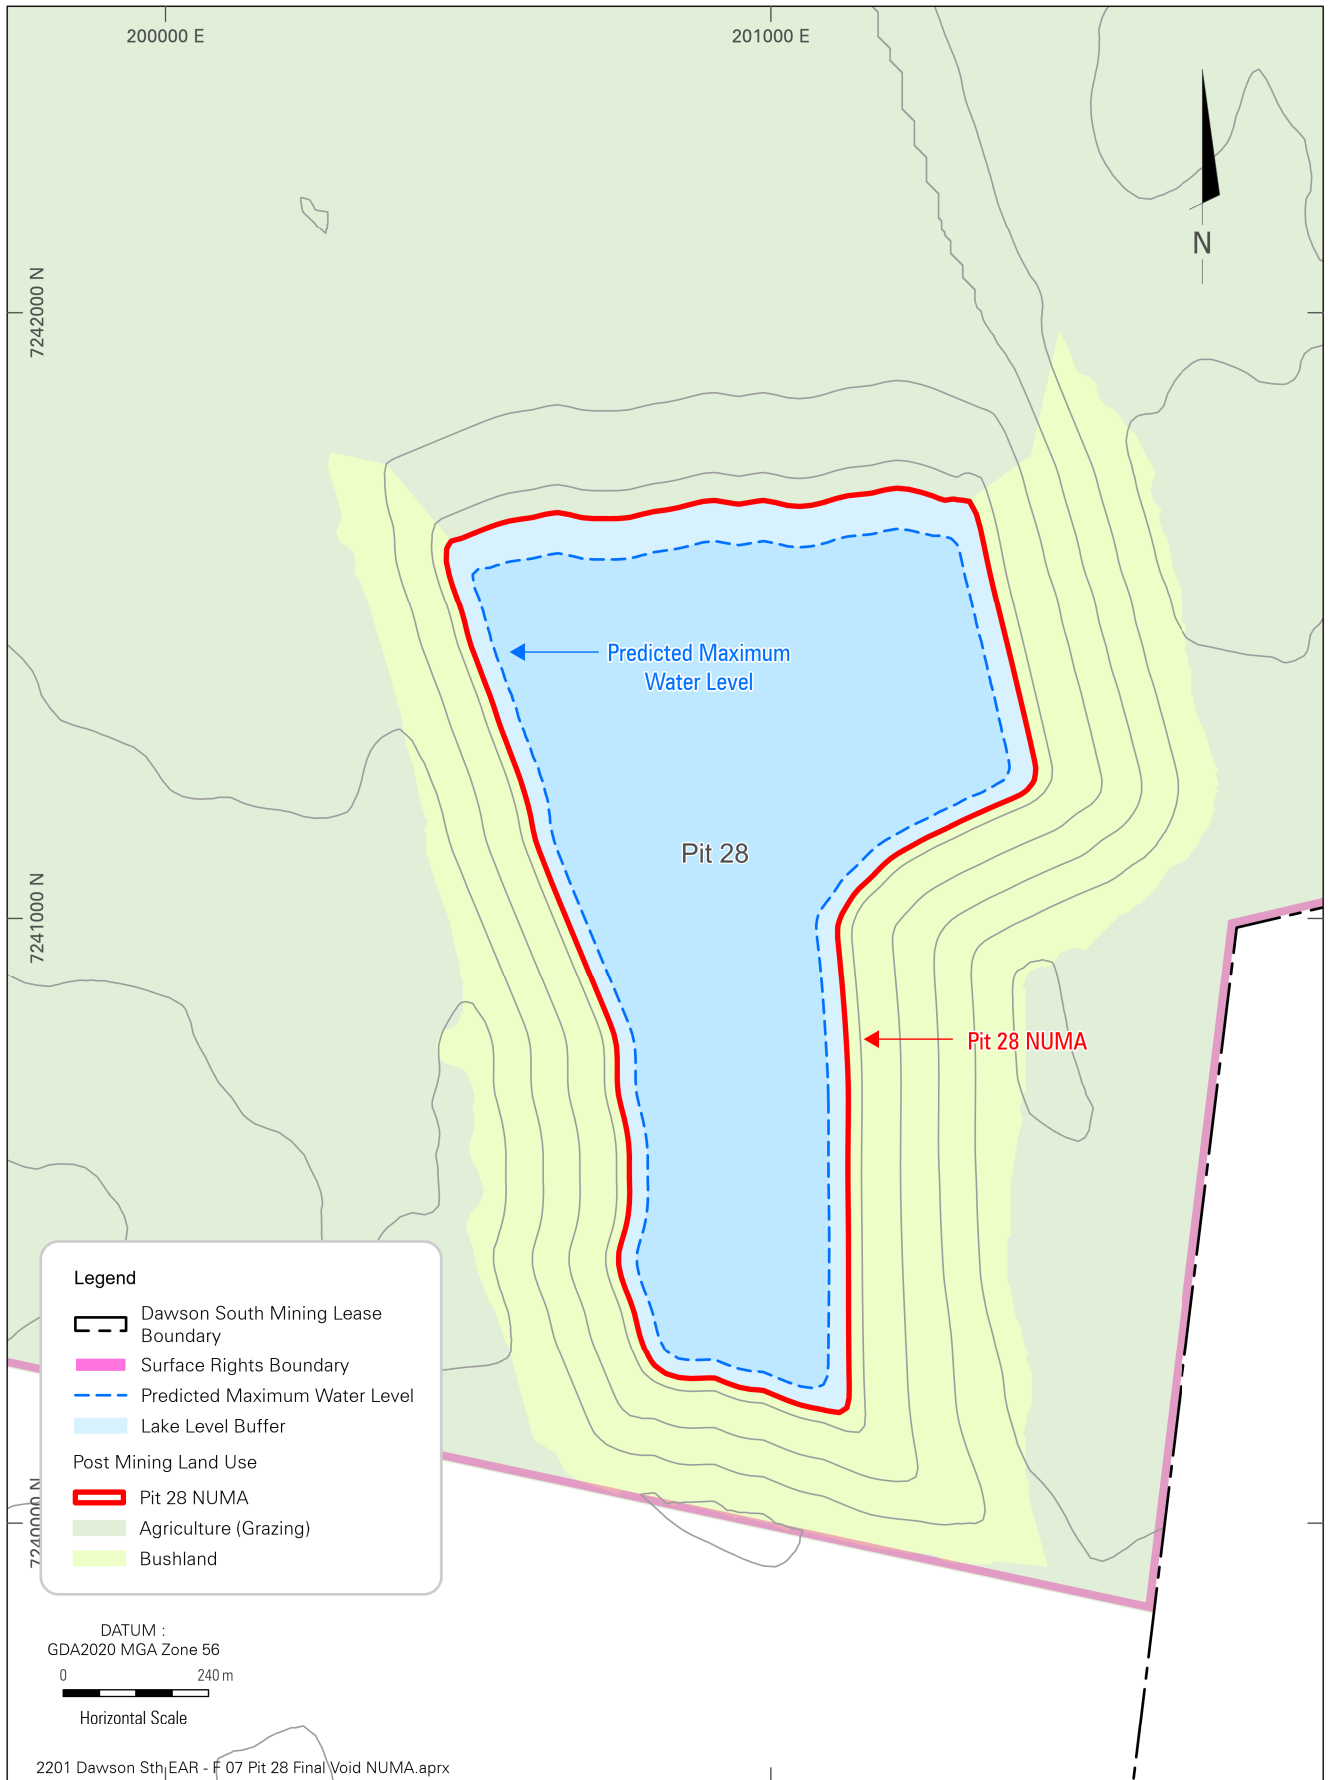 200000 E
201000 E
N
7242000 N
Predicted Maximum
Water Level
Pit 28
7241000 N
Pit 28 NUMA
Legend
Dawson South Mining Lease
Boundary
Surface Rights Boundary
Predicted Maximum Water Level
Lake Level Buffer
Post Mining Land Use
Pit 28 NUMA
Agriculture (Grazing)
Bushland
7240000 N
DATUM :
GDA2020 MGA Zone 56
0 240 m
Horizontal Scale
2201 Dawson Sth EAR - F 07 Pit 28 Final Void NUMA.aprx